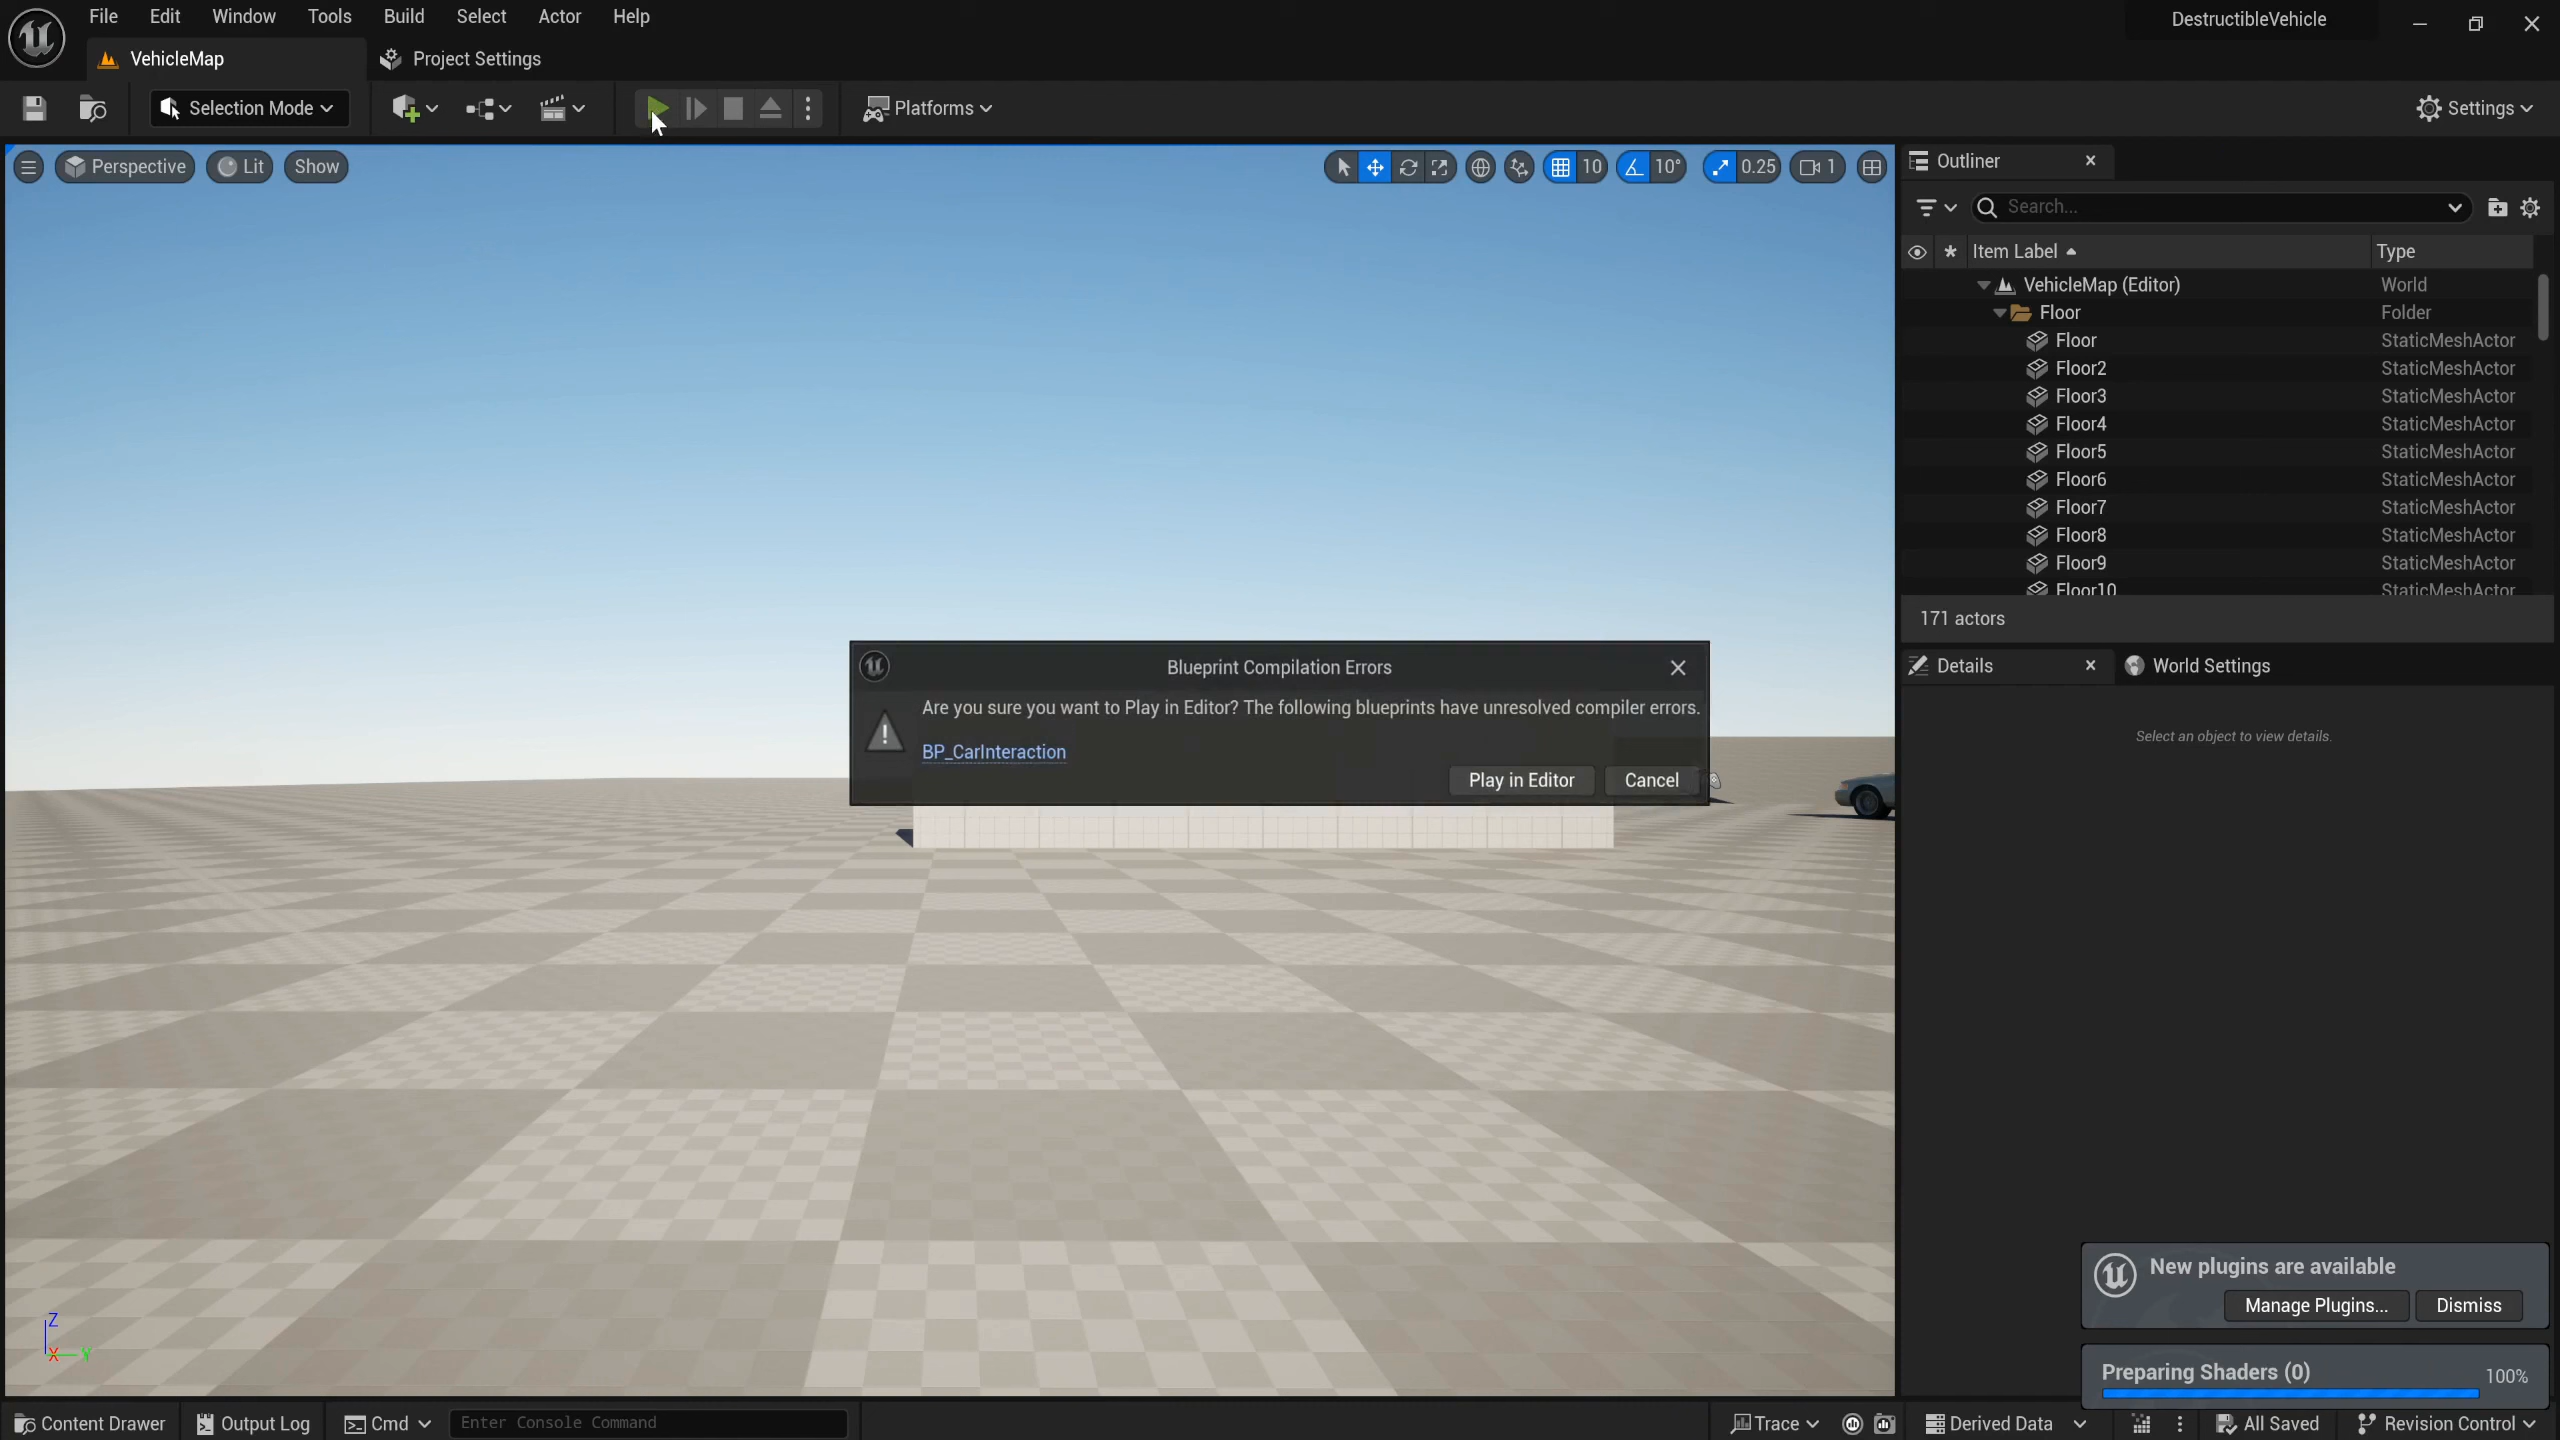 File Edit Window Tools Build Select Actor Help
DestructibleVehicle
VehicleMap
Project Settings
Selection Mode
Platforms
Settings
Perspective
Lit
Show
10
10°
0.25
1
Outliner
Search...
Item Label
Type
VehicleMap (Editor) World
Floor Folder
Floor StaticMeshActor
Floor2 StaticMeshActor
Floor3 StaticMeshActor
Floor4 StaticMeshActor
Floor5 StaticMeshActor
Floor6 StaticMeshActor
Floor7 StaticMeshActor
Floor8 StaticMeshActor
Floor9 StaticMeshActor
Floor10 StaticMeshActor
171 actors
Details
World Settings
Select an object to view details.
Blueprint Compilation Errors
Are you sure you want to Play in Editor? The following blueprints have unresolved compiler errors.
BP_CarInteraction
Play in Editor
Cancel
Z
X
Y
New plugins are available
Manage Plugins...
Dismiss
Preparing Shaders (0)
100%
Content Drawer
Output Log
Cmd
Enter Console Command
Trace
Derived Data
All Saved
Revision Control